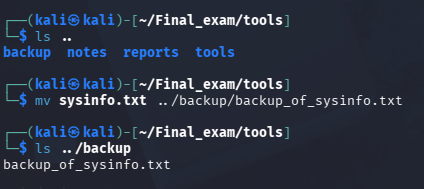 ┌──(kali㉿kali)-[~/Final_exam/tools]
└─$ ls ..
backup  notes  reports  tools
┌──(kali㉿kali)-[~/Final_exam/tools]
└─$ mv sysinfo.txt ../backup/backup_of_sysinfo.txt
┌──(kali㉿kali)-[~/Final_exam/tools]
└─$ ls ../backup
backup_of_sysinfo.txt